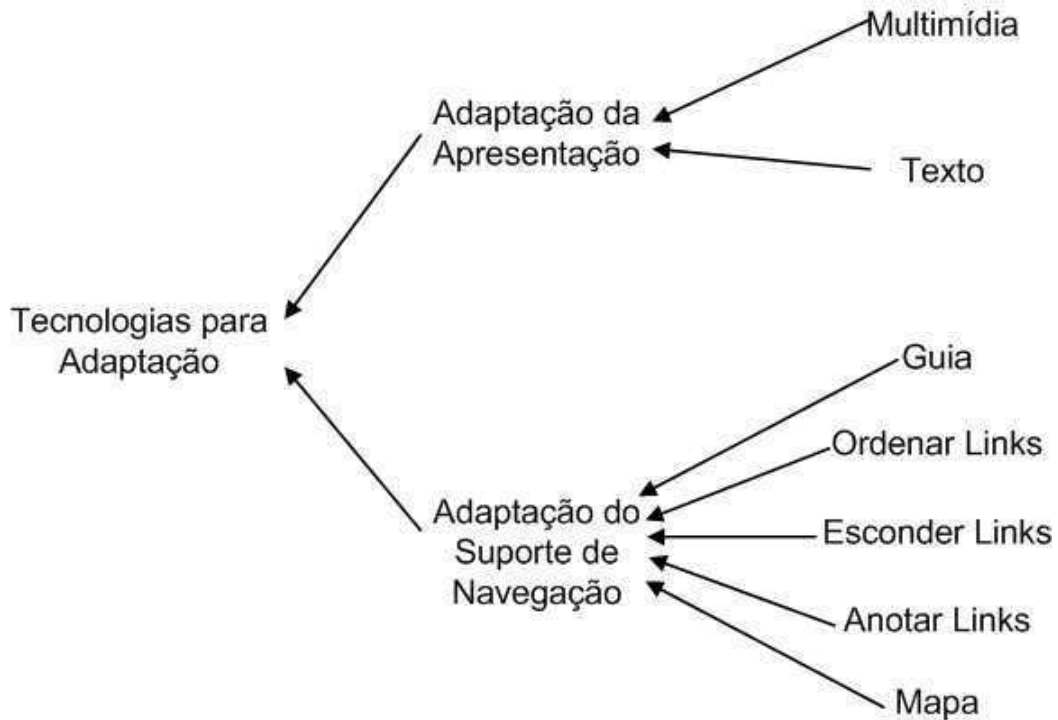 Multimídia
Adaptação da
Apresentação
Texto
Tecnologias para
Adaptação
Guia
Ordenar Links
Adaptação do
Suporte de
Navegação
Esconder Links
Anotar Links
Mapa